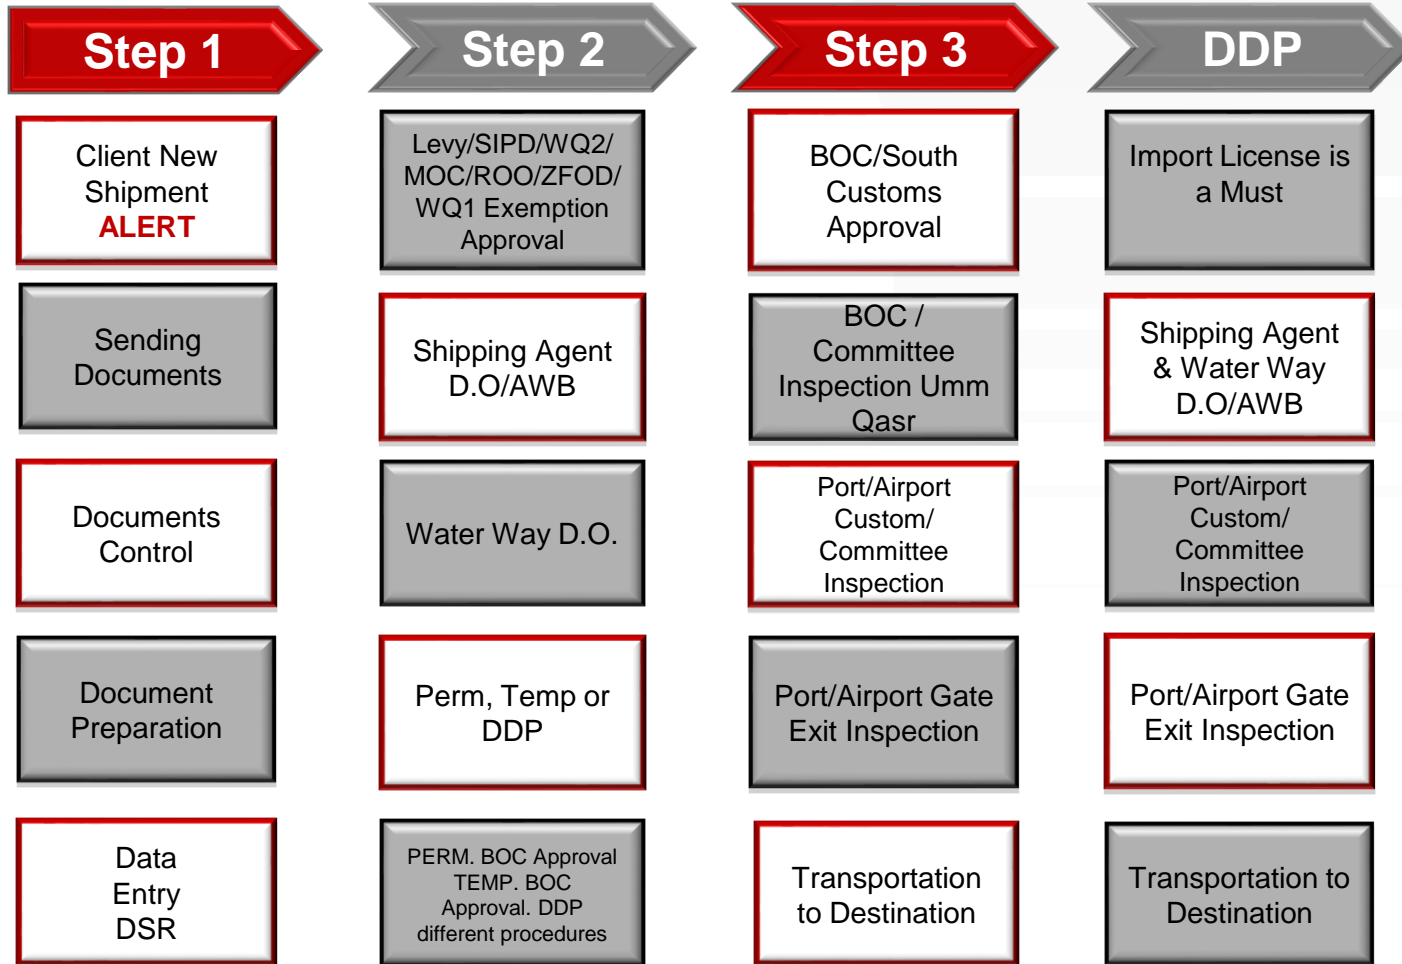 Step 1
Step 2
Step 3
DDP
Client New
Shipment
ALERT
Sending
Documents
Documents
Control
Document
Preparation
Data
Entry
DSR
Levy/SIPD/WQ2/
MOC/ROO/ZFOD/
WQ1 Exemption
Approval
Shipping Agent
D.O/AWB
Water Way D.O.
Perm, Temp or
DDP
PERM. BOC Approval
TEMP. BOC
Approval. DDP
different procedures
BOC/South
Customs
Approval
BOC /
Committee
Inspection Umm
Qasr
Port/Airport
Custom/
Committee
Inspection
Port/Airport Gate
Exit Inspection
Transportation
to Destination
Import License is
a Must
Shipping Agent
& Water Way
D.O/AWB
Port/Airport
Custom/
Committee
Inspection
Port/Airport Gate
Exit Inspection
Transportation to
Destination